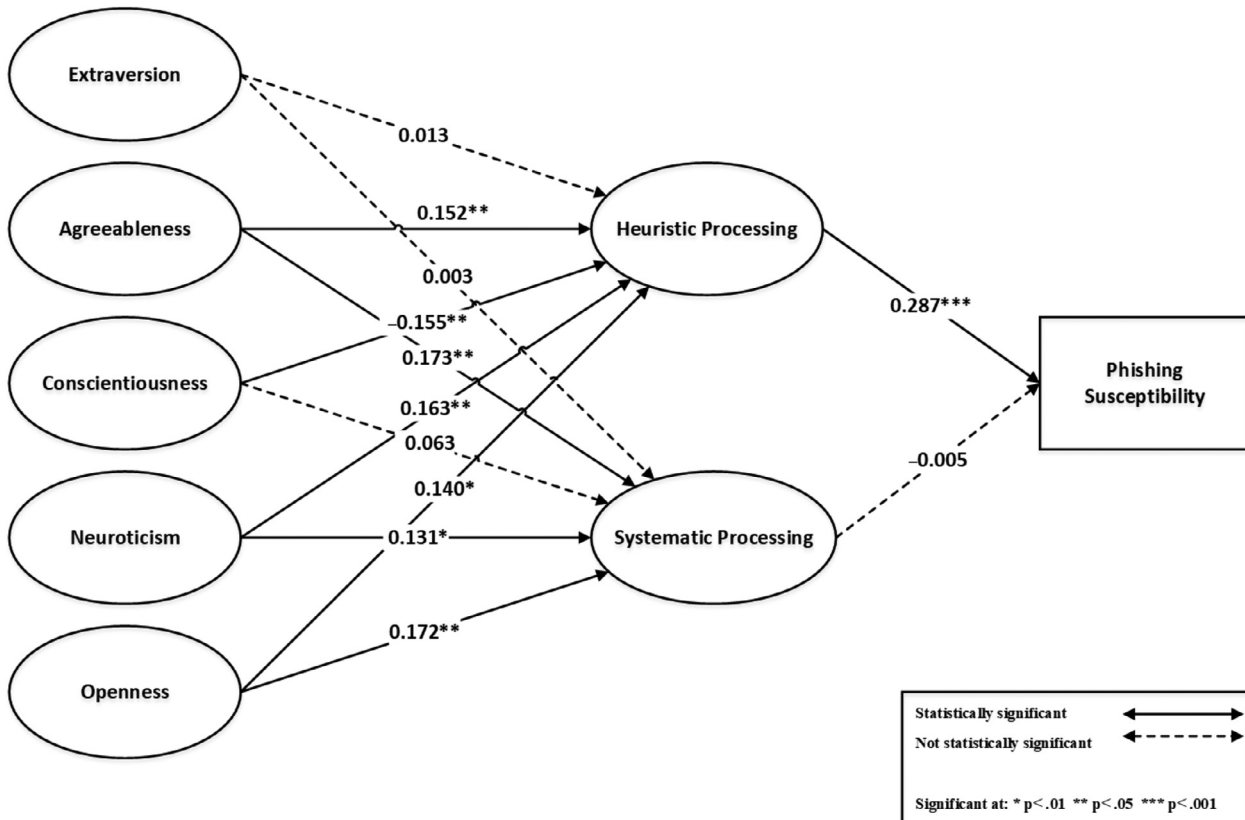 Extraversion
0.013
Agreeableness
0.152**
Heuristic Processing
0.003
0.287***
–0.155**
0.173**
Conscientiousness
Phishing
Susceptibility
0.163**
0.063
–0.005
0.140*
Neuroticism
0.131*
Systematic Processing
0.172**
Openness
Statistically significant
Not statistically significant
Significant at: * p<.01 ** p<.05 *** p<.001